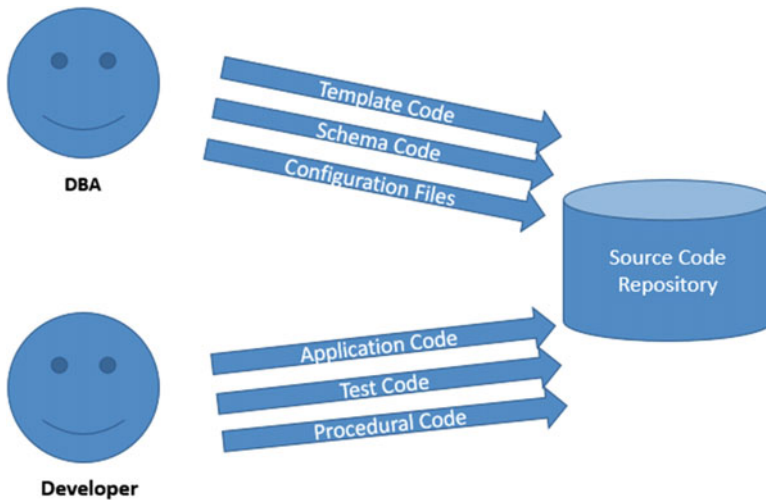 Template Code
Schema Code
Configuration Files
DBA
Source Code
Repository
Application Code
Test Code
Procedural Code
Developer